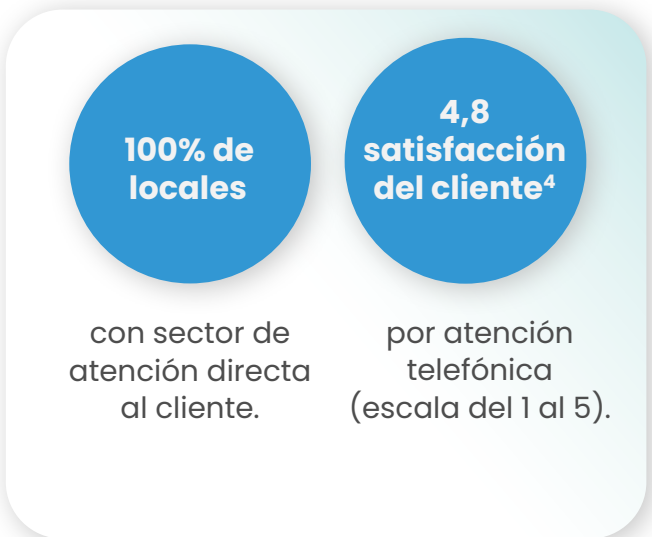 100% de
locales
con sector de
atención directa
al cliente.
4,8
satisfacción
del cliente⁴
por atención
telefónica
(escala del 1 al 5).